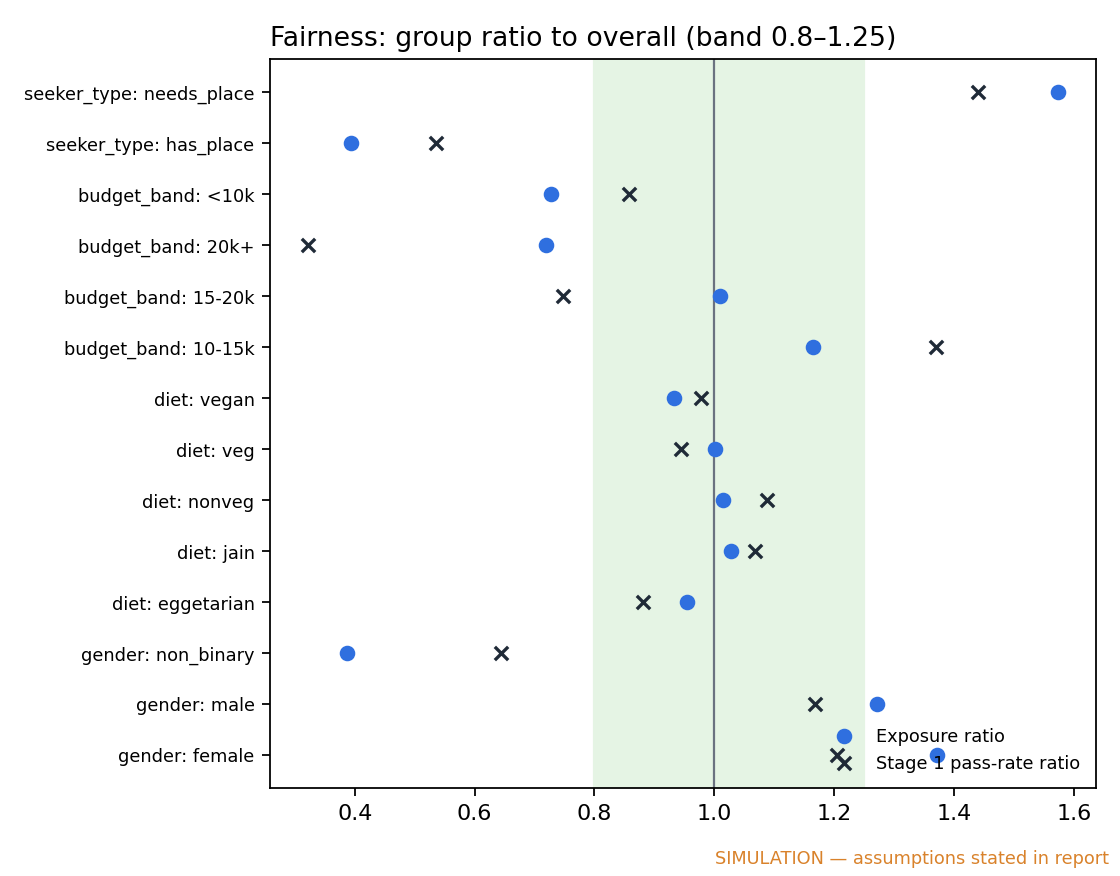 Fairness: group ratio to overall (band 0.8–1.25)
seeker_type: needs_place
seeker_type: has_place
budget_band: <10k
budget_band: 20k+
budget_band: 15-20k
budget_band: 10-15k
diet: vegan
diet: veg
diet: nonveg
diet: jain
diet: eggetarian
gender: non_binary
gender: male
gender: female
Exposure ratio
Stage 1 pass-rate ratio
0.4 0.6 0.8 1.0 1.2 1.4 1.6
SIMULATION — assumptions stated in report